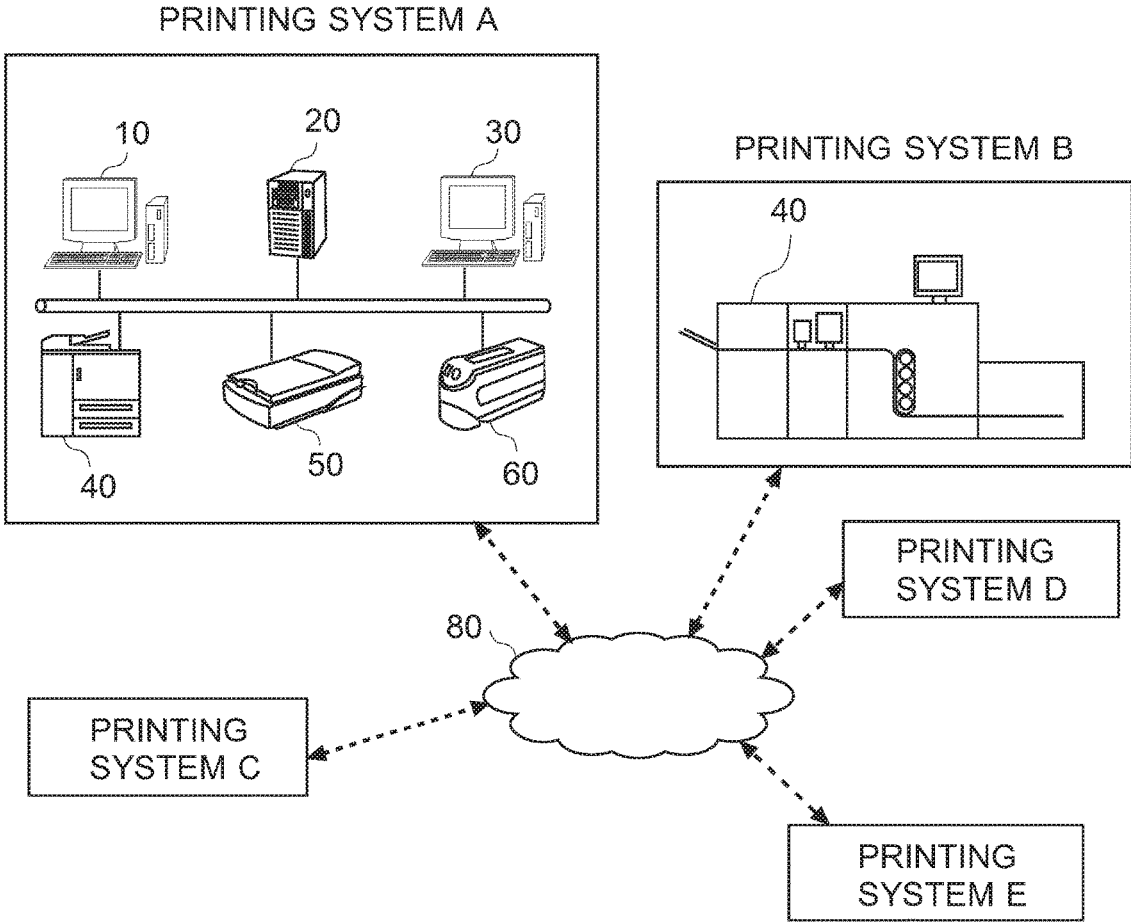 PRINTING SYSTEM A
10
20
30
40
50
60
PRINTING SYSTEM B
40
PRINTING
SYSTEM D
80
PRINTING
SYSTEM C
PRINTING
SYSTEM E